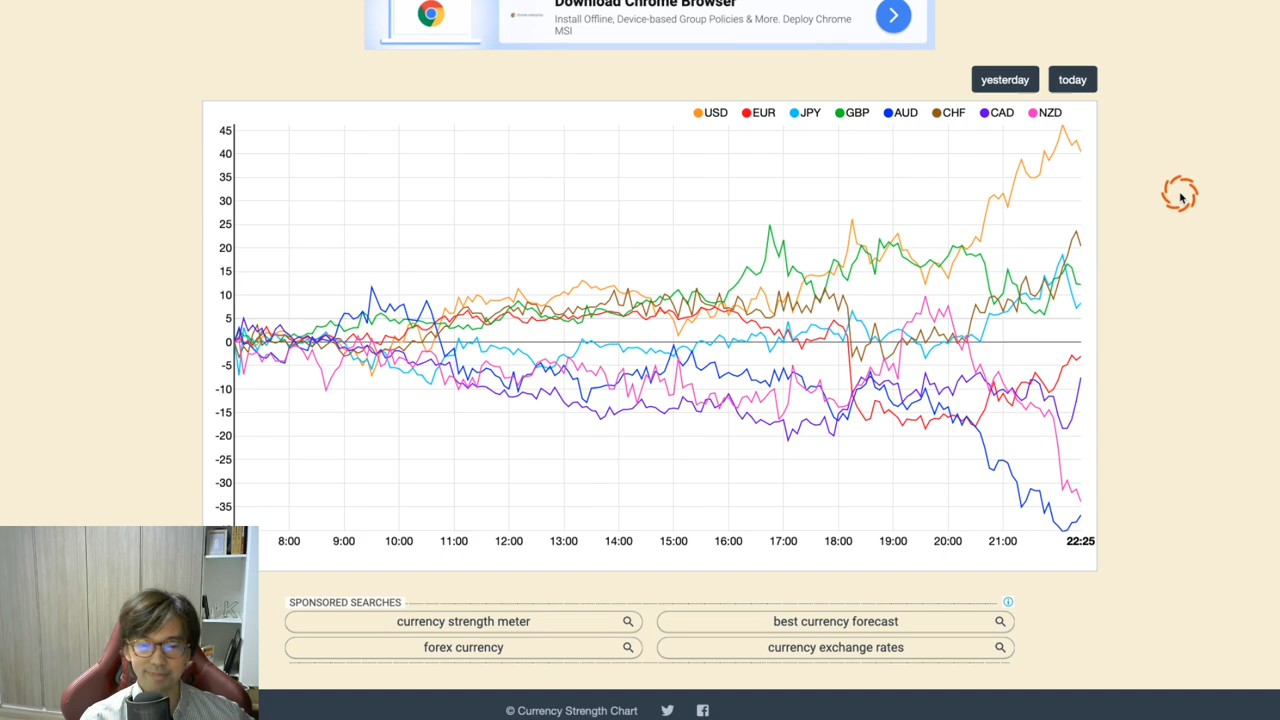 Download Chrome Browser
Install Offline, Device-based Group Policies & More. Deploy Chrome
MSI
yesterday
today
USD EUR JPY GBP AUD CHF CAD NZD
45
40
35
30
25
20
15
10
5
0
-5
-10
-15
-20
-25
-30
-35
8:00 9:00 10:00 11:00 12:00 13:00 14:00 15:00 16:00 17:00 18:00 19:00 20:00 21:00 22:25
SPONSORED SEARCHES
currency strength meter
best currency forecast
forex currency
currency exchange rates
© Currency Strength Chart